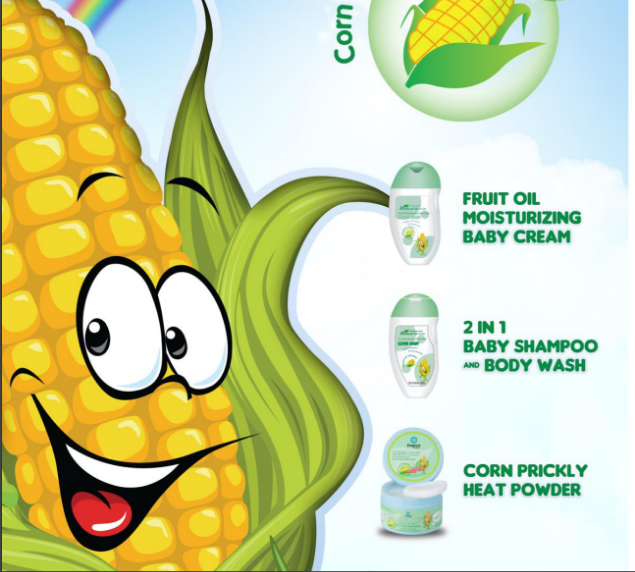 Corn
FRUIT OIL
MOISTURIZING
BABY CREAM
2 IN 1
BABY SHAMPOO
AND BODY WASH
CORN PRICKLY
HEAT POWDER